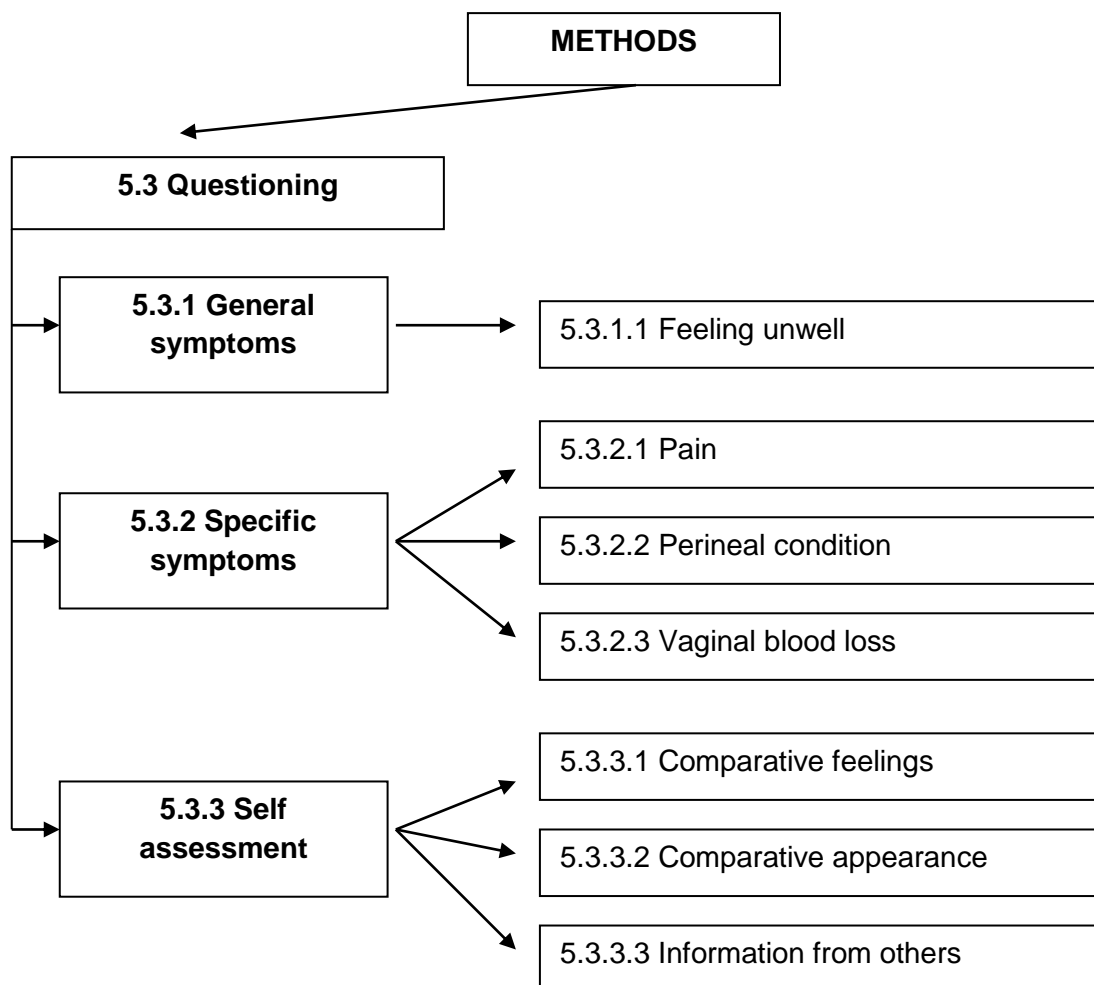 METHODS
5.3 Questioning
5.3.1 General
symptoms
5.3.1.1 Feeling unwell
5.3.2 Specific
symptoms
5.3.2.1 Pain
5.3.2.2 Perineal condition
5.3.2.3 Vaginal blood loss
5.3.3 Self
assessment
5.3.3.1 Comparative feelings
5.3.3.2 Comparative appearance
5.3.3.3 Information from others